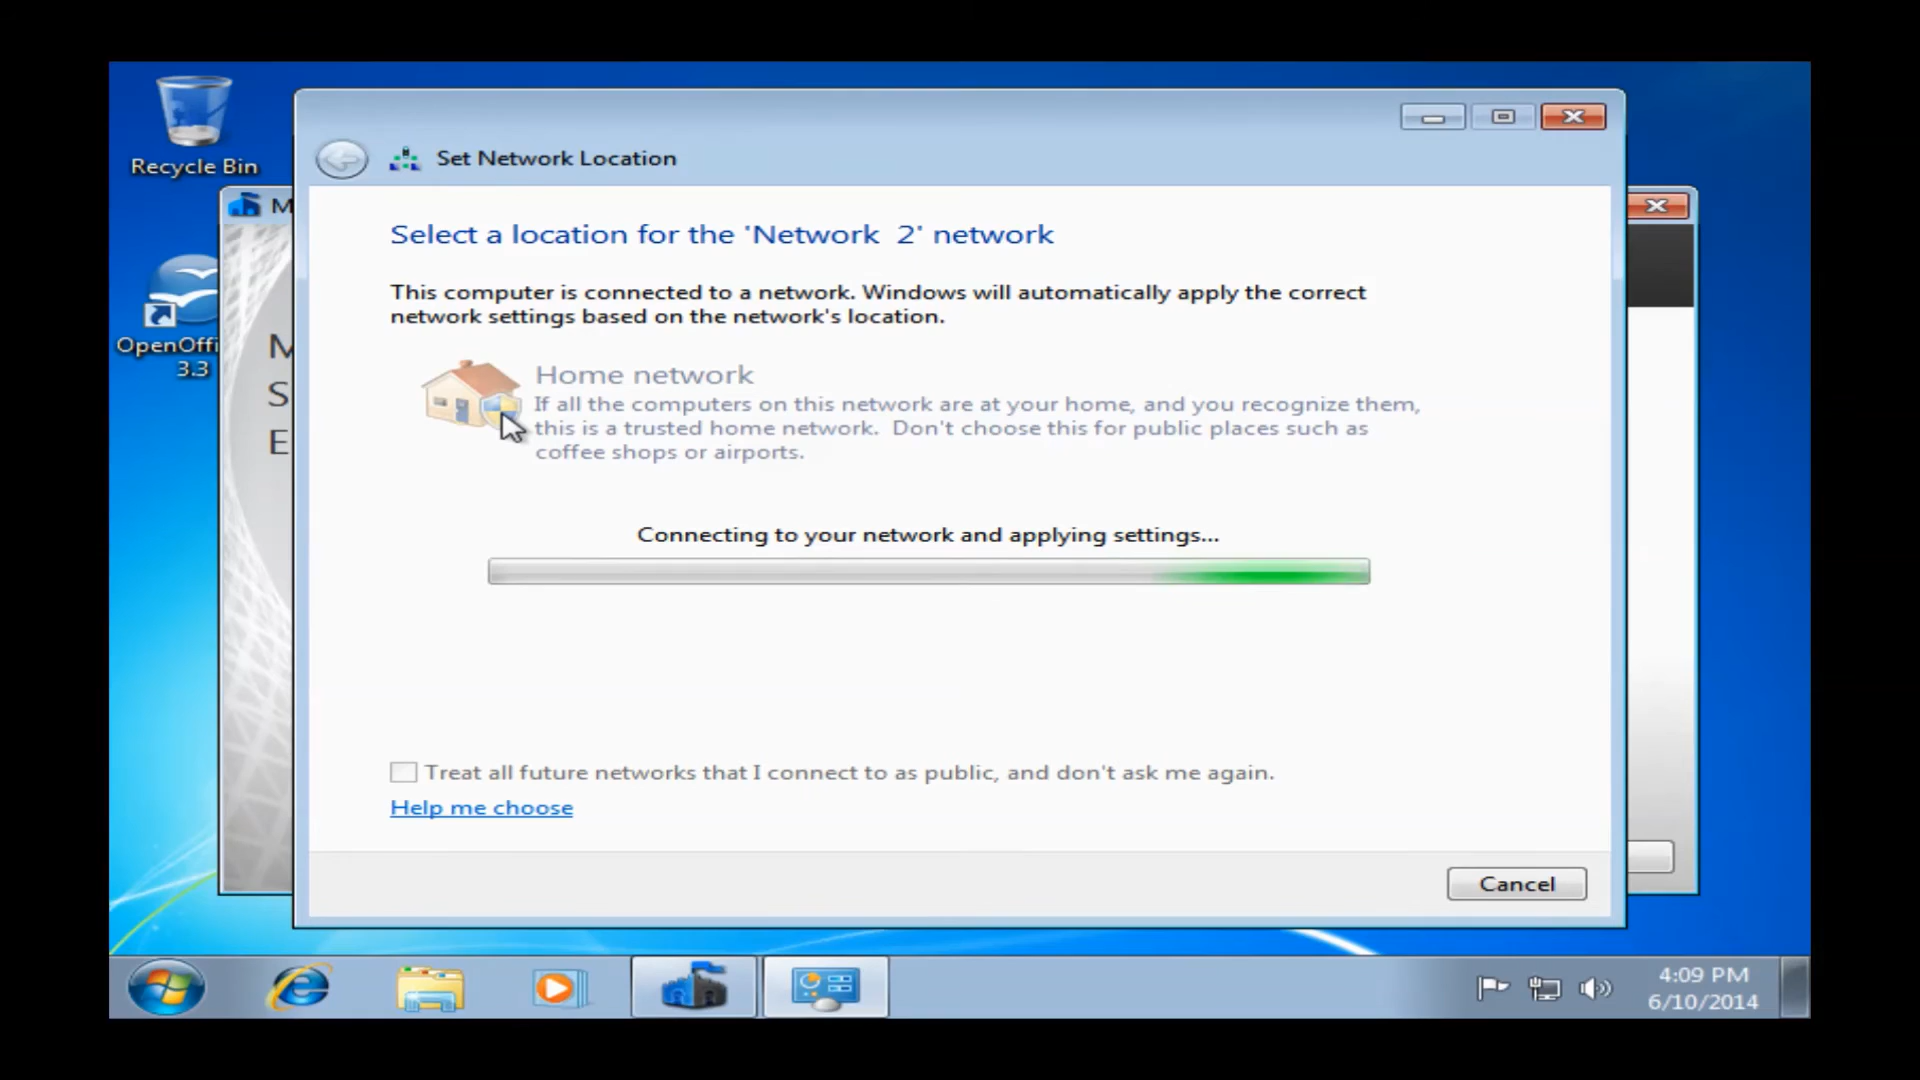 Recycle Bin
OpenOffi
3.3
M
M
S
E
Set Network Location
Select a location for the 'Network  2' network
This computer is connected to a network. Windows will automatically apply the correct
network settings based on the network's location.
Home network
If all the computers on this network are at your home, and you recognize them,
this is a trusted home network.  Don't choose this for public places such as
coffee shops or airports.
Connecting to your network and applying settings...
Treat all future networks that I connect to as public, and don't ask me again.
Help me choose
Cancel
4:09 PM
6/10/2014